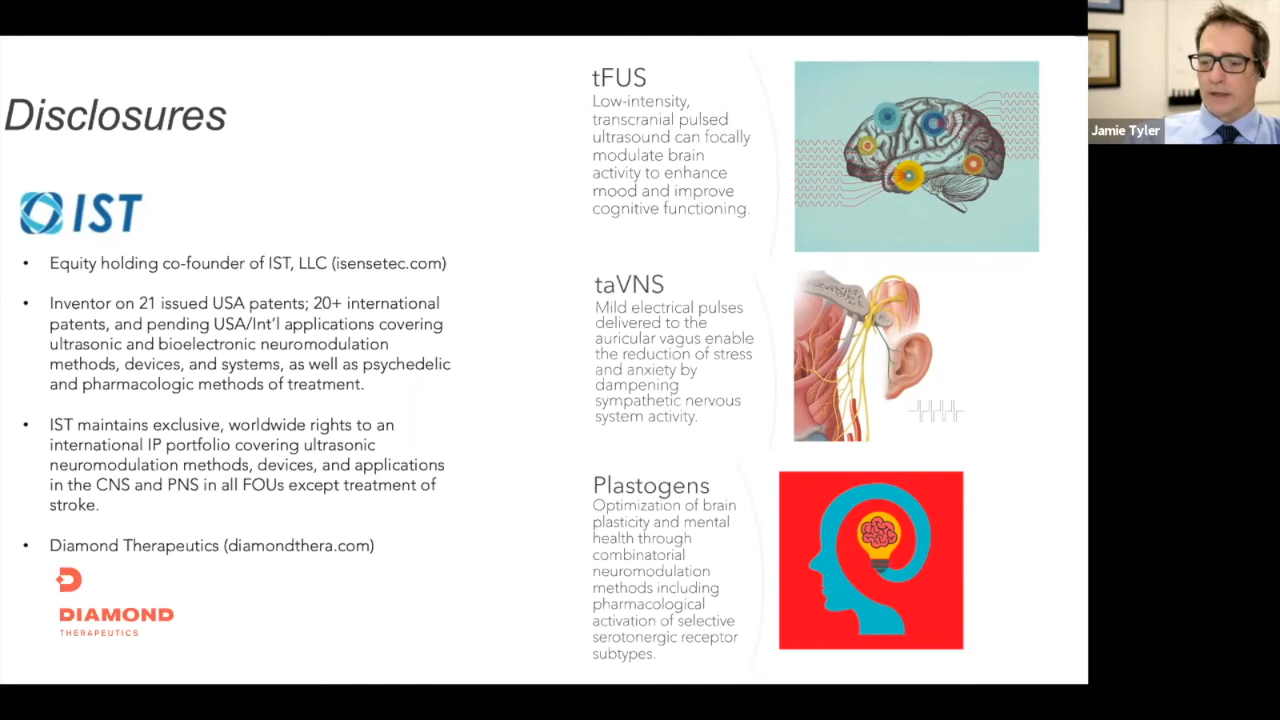 Disclosures
IST
• Equity holding co-founder of IST, LLC (isensetec.com)
• Inventor on 21 issued USA patents; 20+ international
patents, and pending USA/Int'l applications covering
ultrasonic and bioelectronic neuromodulation
methods, devices, and systems, as well as psychedelic
and pharmacologic methods of treatment.
• IST maintains exclusive, worldwide rights to an
international IP portfolio covering ultrasonic
neuromodulation methods, devices, and applications
in the CNS and PNS in all FOUs except treatment of
stroke.
• Diamond Therapeutics (diamondthera.com)
DIAMOND
THERAPEUTICS
tFUS
Low-intensity,
transcranial pulsed
ultrasound can focally
modulate brain
activity to enhance
mood and improve
cognitive functioning.
taVNS
Mild electrical pulses
delivered to the
auricular vagus enable
the reduction of stress
and anxiety by
dampening
sympathetic nervous
system activity.
Plastogens
Optimization of brain
plasticity and mental
health through
combinatorial
neuromodulation
methods including
pharmacological
activation of selective
serotonergic receptor
subtypes.
Jamie Tyler